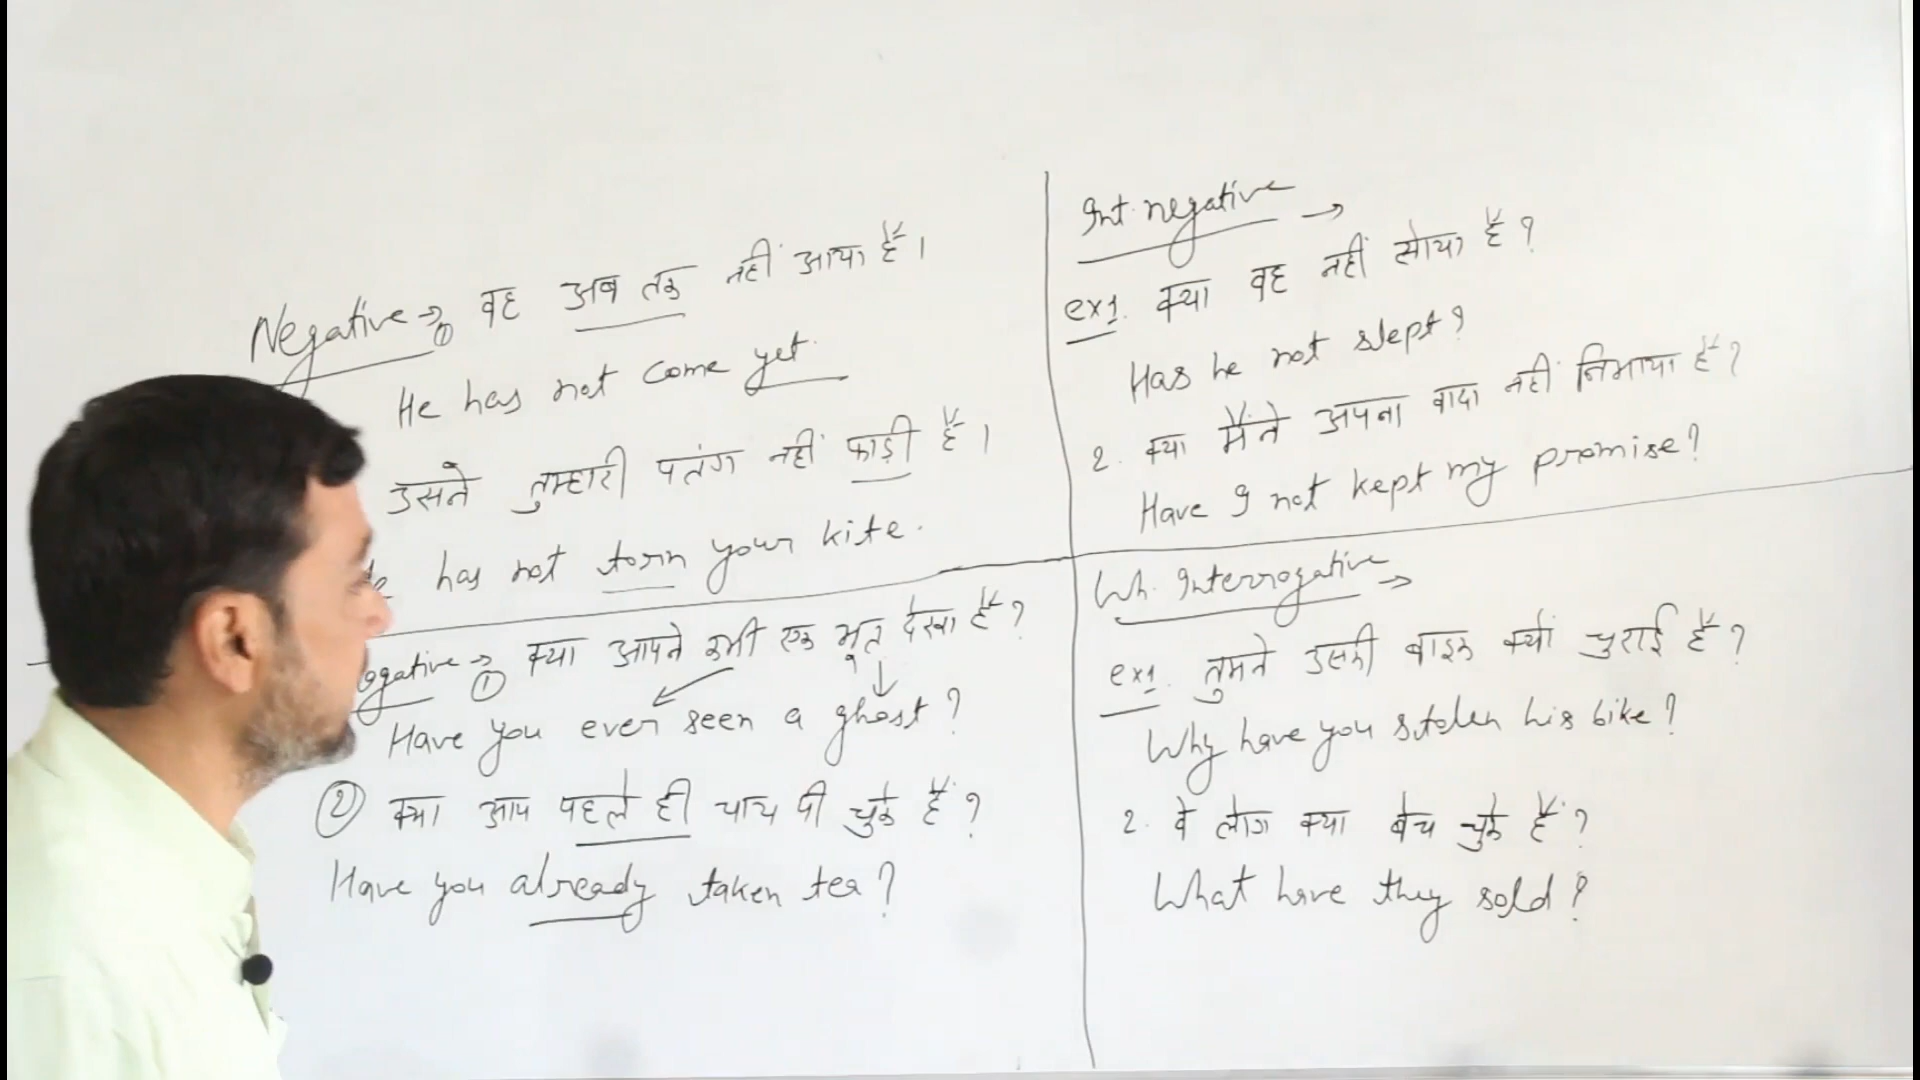 Negative → ① वह अब तक नहीं आया है।
He has not come yet.
उसने तुम्हारी पतंग नहीं फाड़ी है।
has not torn your kite.
ogative → ① क्या आपने कभी एक भूत देखा है?
Have you ever seen a ghost?
② क्या आप पहले ही चाय पी चुके हैं?
Have you already taken tea?
Int. negative →
ex1. क्या वह नहीं सोया है?
Has he not slept?
2. क्या मैंने अपना वादा नहीं निभाया है?
Have I not kept my promise?
Wh. Interrogative →
ex1. तुमने उसकी बाइक क्यों चुराई है?
Why have you stolen his bike?
2. वे लोग क्या बेच चुके हैं?
What have they sold?